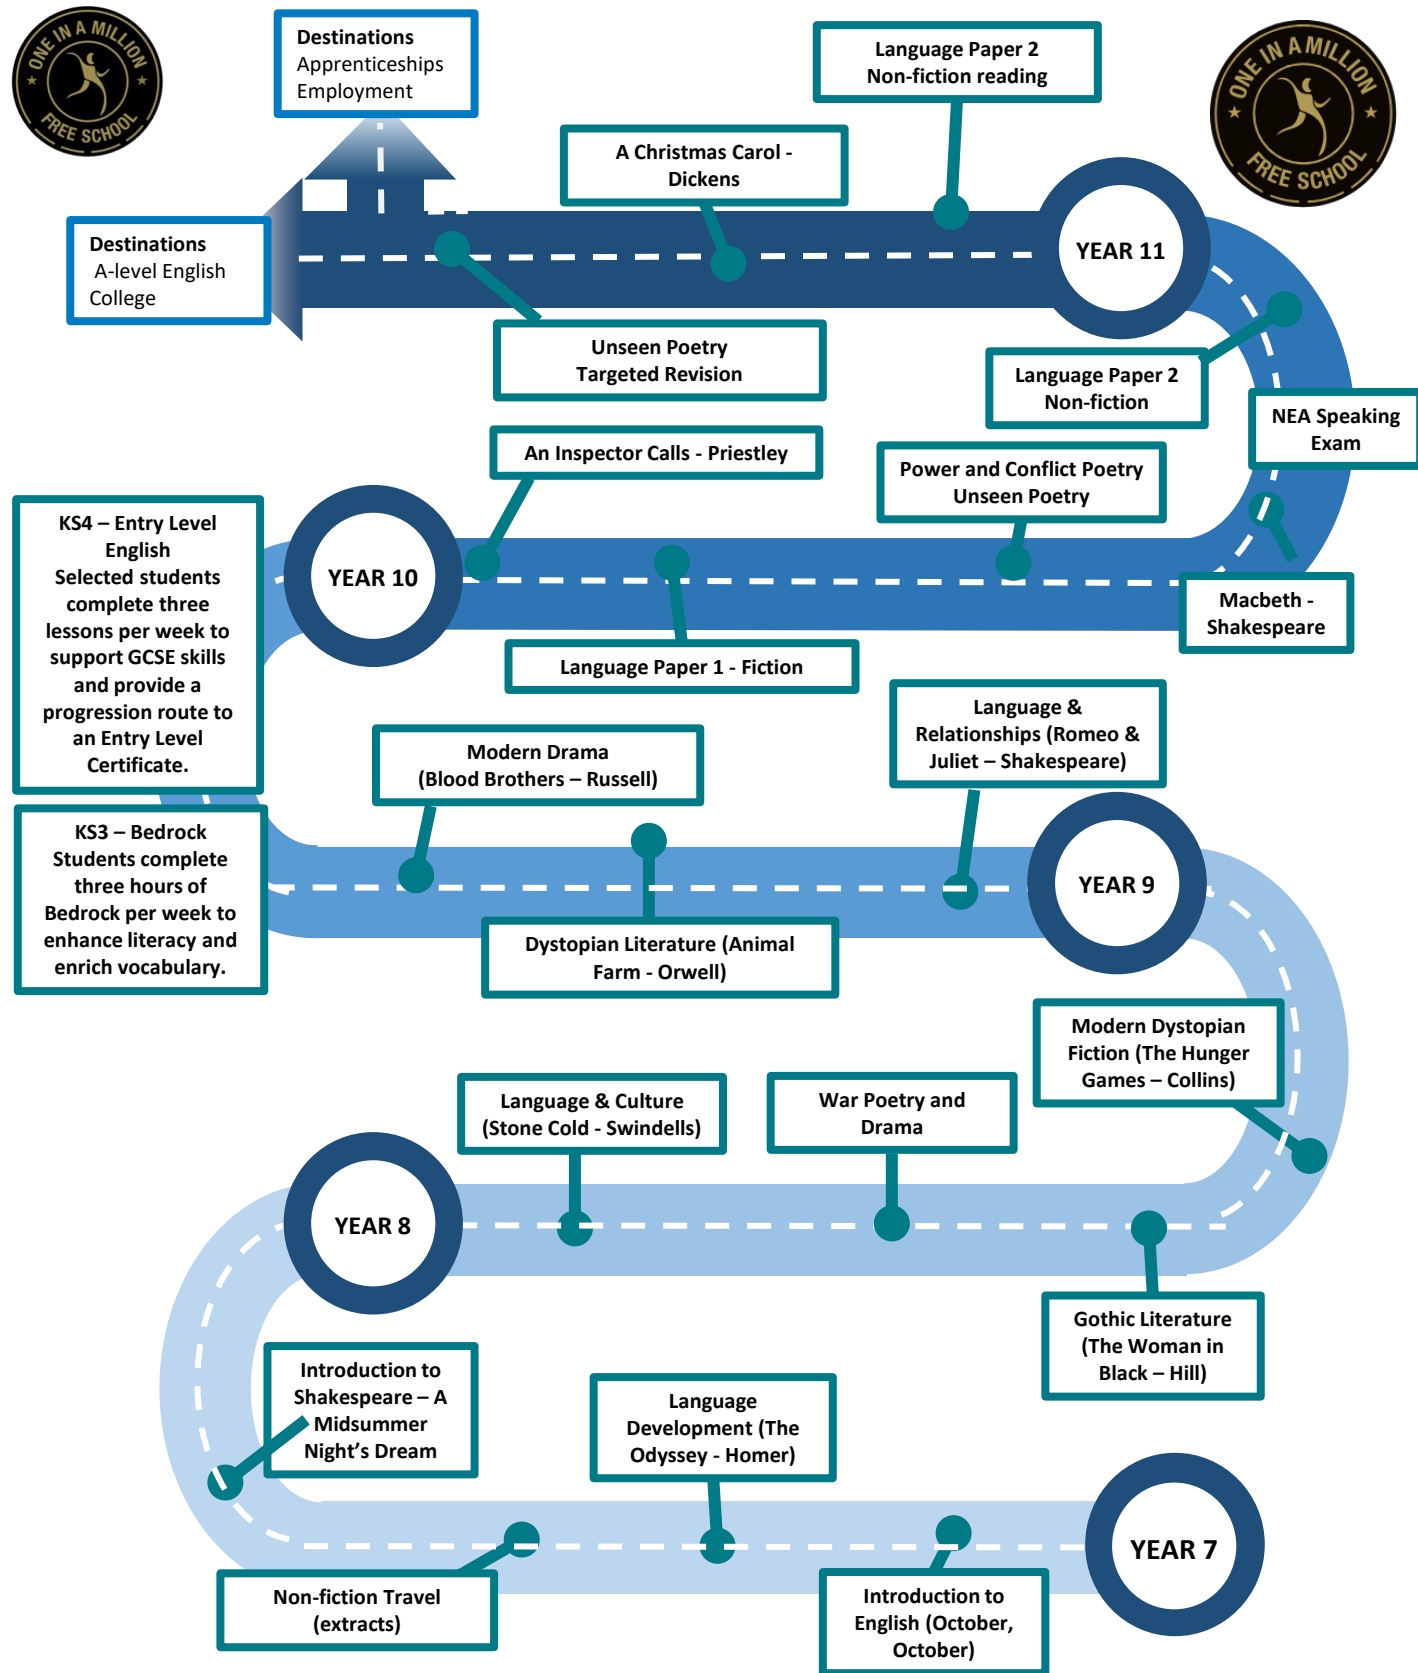 ONE IN A MILLION
FREE SCHOOL
Destinations
Apprenticeships
Employment
Language Paper 2
Non-fiction reading
ONE IN A MILLION
FREE SCHOOL
A Christmas Carol -
Dickens
Destinations
A-level English
College
YEAR 11
Unseen Poetry
Targeted Revision
Language Paper 2
Non-fiction
NEA Speaking
Exam
An Inspector Calls - Priestley
Power and Conflict Poetry
Unseen Poetry
KS4 – Entry Level
English
Selected students
complete three
lessons per week to
support GCSE skills
and provide a
progression route to
an Entry Level
Certificate.
YEAR 10
Macbeth -
Shakespeare
Language Paper 1 - Fiction
Language &
Relationships (Romeo &
Juliet – Shakespeare)
Modern Drama
(Blood Brothers – Russell)
KS3 – Bedrock
Students complete
three hours of
Bedrock per week to
enhance literacy and
enrich vocabulary.
YEAR 9
Dystopian Literature (Animal
Farm - Orwell)
Modern Dystopian
Fiction (The Hunger
Games – Collins)
Language & Culture
(Stone Cold - Swindells)
War Poetry and
Drama
YEAR 8
Gothic Literature
(The Woman in
Black – Hill)
Introduction to
Shakespeare – A
Midsummer
Night’s Dream
Language
Development (The
Odyssey - Homer)
YEAR 7
Non-fiction Travel
(extracts)
Introduction to
English (October,
October)